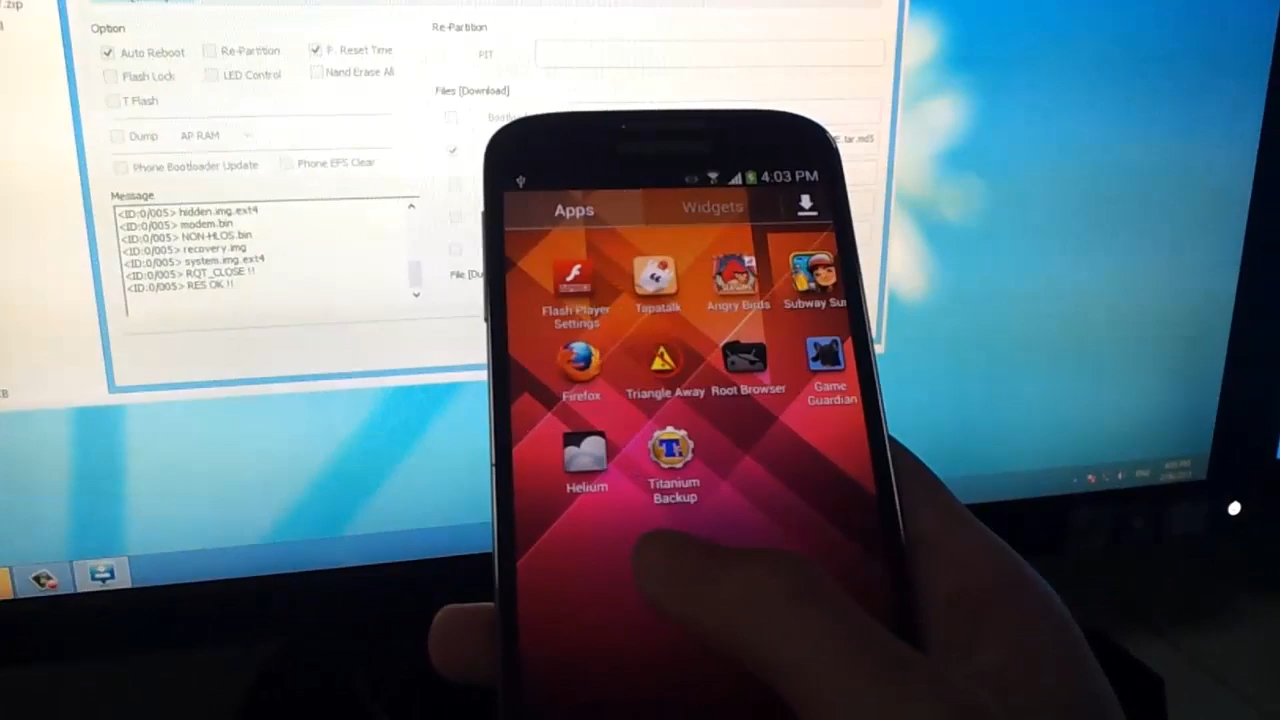 .zip
Option
Auto Reboot
Re-Partition
F. Reset Time
Flash Lock
LED Control
Nand Erase All
T Flash
Dump
AP RAM
Phone Bootloader Update
Phone EFS Clear
Message
<ID:0/005> hidden.img.ext4
<ID:0/005> modem.bin
<ID:0/005> NON-HLOS.bin
<ID:0/005> recovery.img
<ID:0/005> system.img.ext4
<ID:0/005> RQT_CLOSE !!
<ID:0/005> RES OK !!
Re-Partition
PIT
Files [Download]
E.tar.md5
4:03 PM
Apps
Widgets
Flash Player
Settings
Tapatalk
Angry Birds
Subway Sur
Firefox
Triangle Away
Root Browser
Game
Guardian
Helium
Titanium
Backup